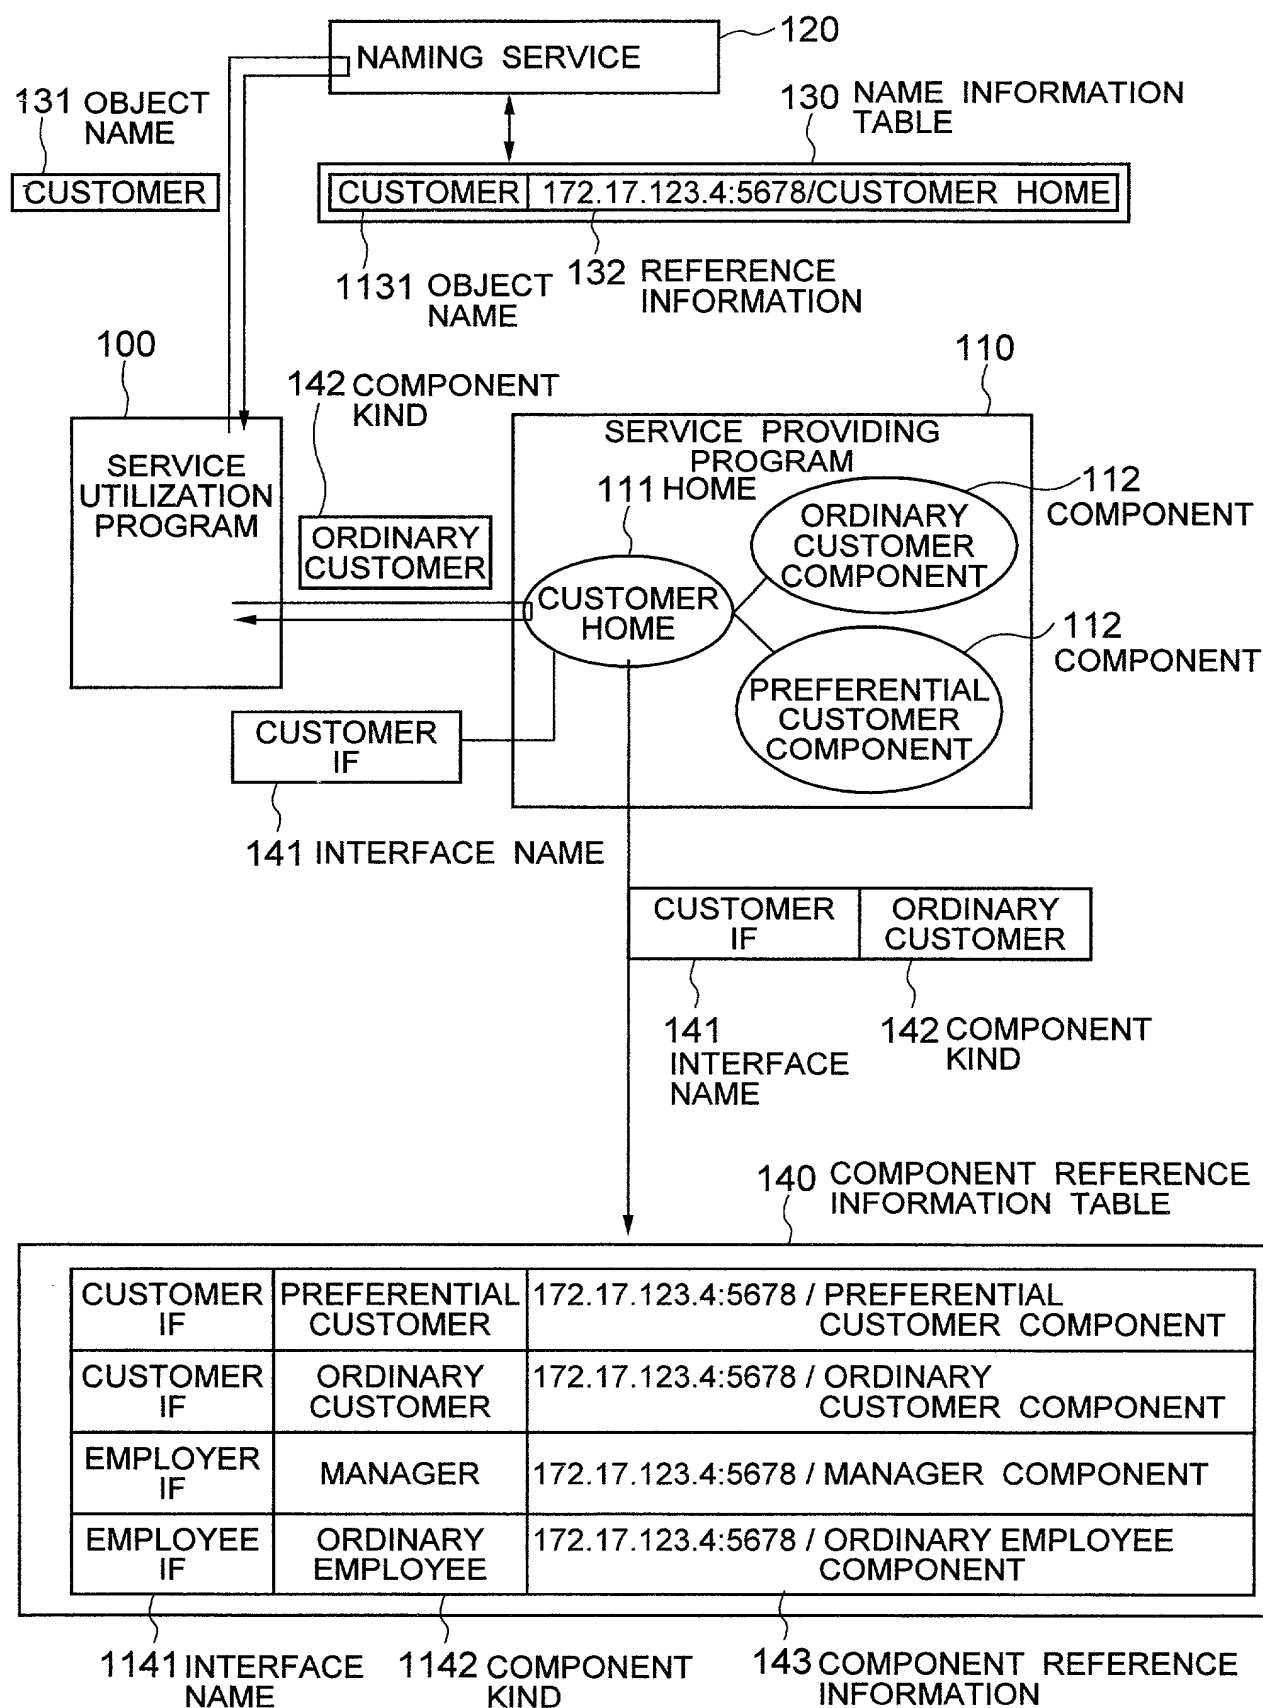 120
NAMING SERVICE
131 OBJECT
NAME
130 NAME INFORMATION
TABLE
CUSTOMER
CUSTOMER 172.17.123.4:5678/CUSTOMER HOME
1131 OBJECT
NAME
132 REFERENCE
INFORMATION
100
142 COMPONENT
KIND
110
SERVICE
UTILIZATION
PROGRAM
SERVICE PROVIDING
PROGRAM
111 HOME
112
COMPONENT
ORDINARY
CUSTOMER
COMPONENT
ORDINARY
CUSTOMER
CUSTOMER
HOME
112
COMPONENT
PREFERENTIAL
CUSTOMER
COMPONENT
CUSTOMER
IF
141 INTERFACE NAME
CUSTOMER
IF
ORDINARY
CUSTOMER
141
INTERFACE
NAME
142 COMPONENT
KIND
140 COMPONENT REFERENCE
INFORMATION TABLE
CUSTOMER
IF
PREFERENTIAL
CUSTOMER
172.17.123.4:5678 / PREFERENTIAL
CUSTOMER COMPONENT
CUSTOMER
IF
ORDINARY
CUSTOMER
172.17.123.4:5678 / ORDINARY
CUSTOMER COMPONENT
EMPLOYER
IF
MANAGER
172.17.123.4:5678 / MANAGER COMPONENT
EMPLOYEE
IF
ORDINARY
EMPLOYEE
172.17.123.4:5678 / ORDINARY EMPLOYEE
COMPONENT
1141 INTERFACE
NAME
1142 COMPONENT
KIND
143 COMPONENT REFERENCE
INFORMATION